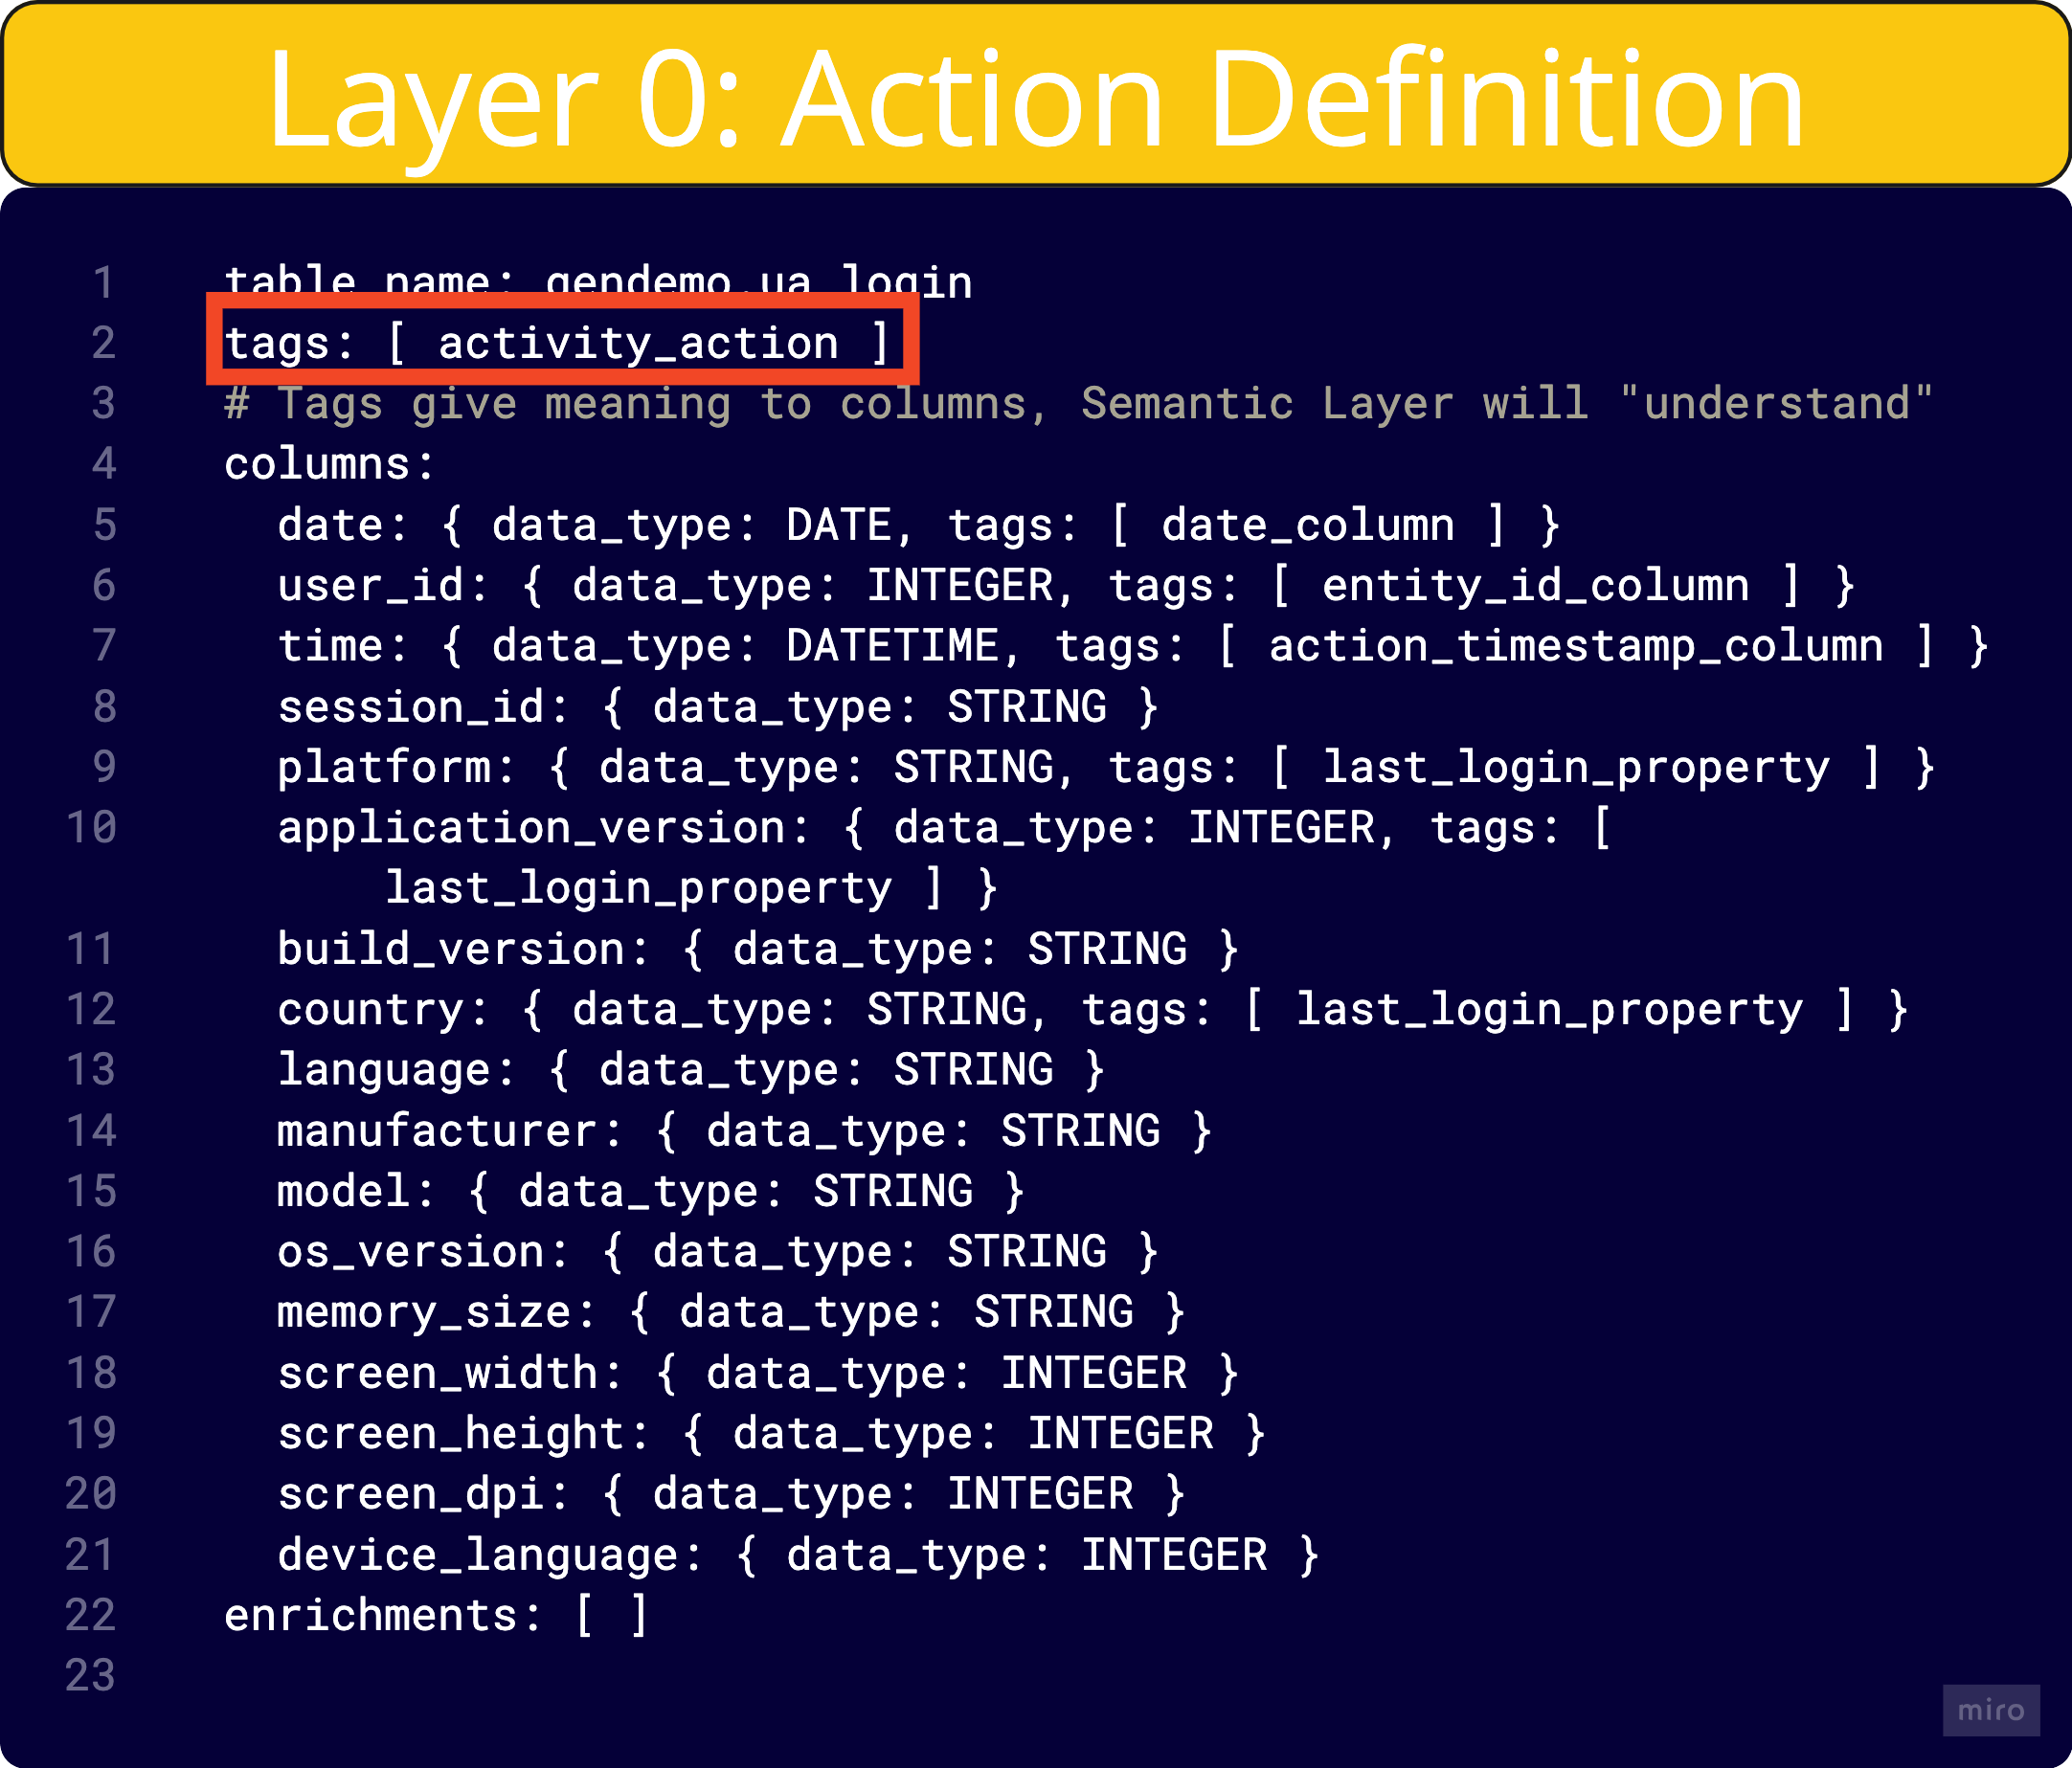 Layer 0: Action Definition
1 table_name: gendemo.ua_login
2 tags: [ activity_action ]
3 # Tags give meaning to columns, Semantic Layer will "understand"
4 columns:
5 date: { data_type: DATE, tags: [ date_column ] }
6 user_id: { data_type: INTEGER, tags: [ entity_id_column ] }
7 time: { data_type: DATETIME, tags: [ action_timestamp_column ] }
8 session_id: { data_type: STRING }
9 platform: { data_type: STRING, tags: [ last_login_property ] }
10 application_version: { data_type: INTEGER, tags: [
last_login_property ] }
11 build_version: { data_type: STRING }
12 country: { data_type: STRING, tags: [ last_login_property ] }
13 language: { data_type: STRING }
14 manufacturer: { data_type: STRING }
15 model: { data_type: STRING }
16 os_version: { data_type: STRING }
17 memory_size: { data_type: STRING }
18 screen_width: { data_type: INTEGER }
19 screen_height: { data_type: INTEGER }
20 screen_dpi: { data_type: INTEGER }
21 device_language: { data_type: INTEGER }
22 enrichments: [ ]
23
miro